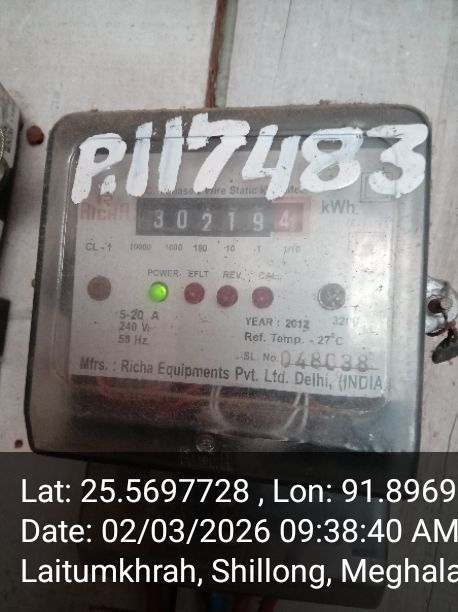 P.117483
RICHA
30219 4 kWh
CL-1 10000 1000 100 10 1 1/10
POWER EFLT REV. CAL.
5-20 A
240 V
50 Hz.
YEAR : 2012
Ref. Temp. - 27°C
SL. No. 048038
Mfrs. : Richa Equipments Pvt. Ltd. Delhi, (INDIA
Lat: 25.5697728 , Lon: 91.8969
Date: 02/03/2026 09:38:40 AM
Laitumkhrah, Shillong, Meghala